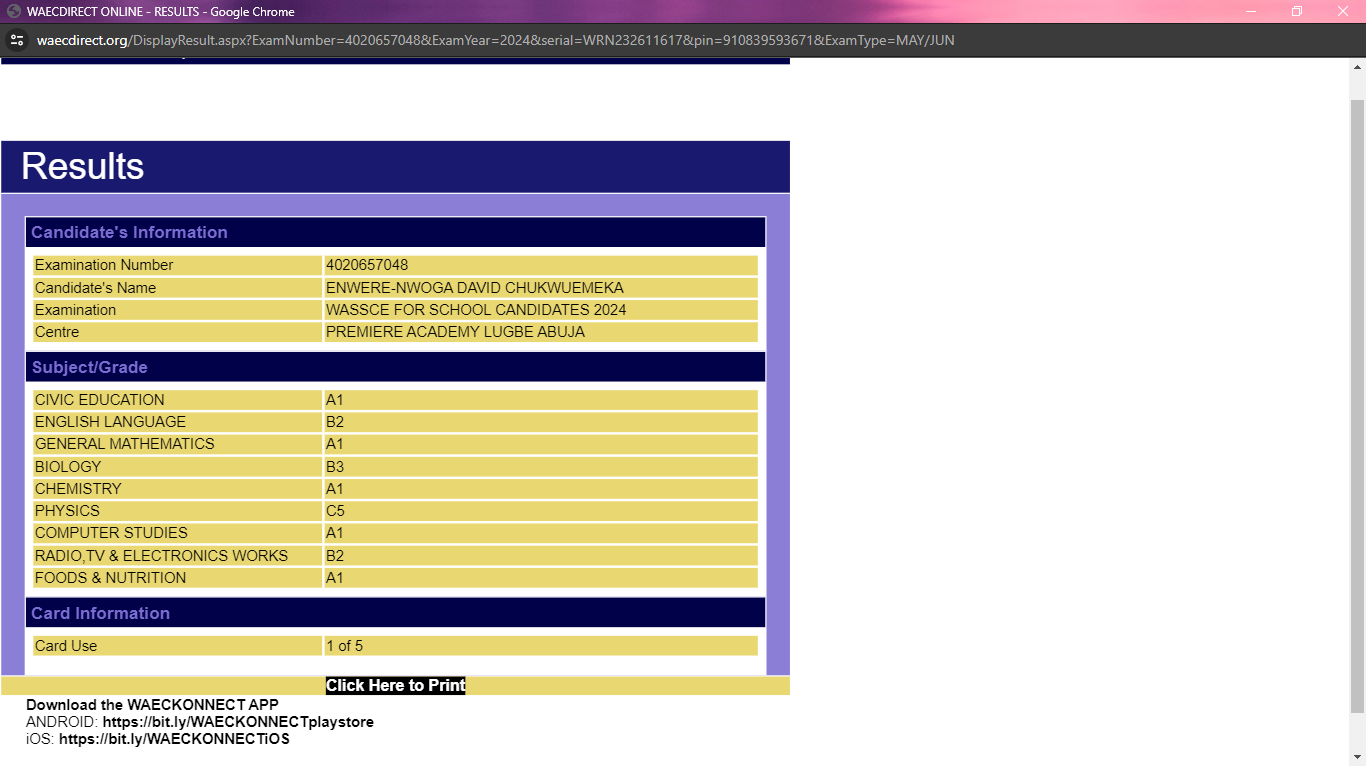 WAECDIRECT ONLINE - RESULTS - Google Chrome
waecdirect.org/DisplayResult.aspx?ExamNumber=4020657048&ExamYear=2024&serial=WRN232611617&pin=910839593671&ExamType=MAY/JUN
Results
Candidate's Information
Examination Number 4020657048
Candidate's Name ENWERE-NWOGA DAVID CHUKWUEMEKA
Examination WASSCE FOR SCHOOL CANDIDATES 2024
Centre PREMIERE ACADEMY LUGBE ABUJA
Subject/Grade
CIVIC EDUCATION A1
ENGLISH LANGUAGE B2
GENERAL MATHEMATICS A1
BIOLOGY B3
CHEMISTRY A1
PHYSICS C5
COMPUTER STUDIES A1
RADIO,TV & ELECTRONICS WORKS B2
FOODS & NUTRITION A1
Card Information
Card Use 1 of 5
Click Here to Print
Download the WAECKONNECT APP
ANDROID: https://bit.ly/WAECKONNECTplaystore
iOS: https://bit.ly/WAECKONNECTiOS